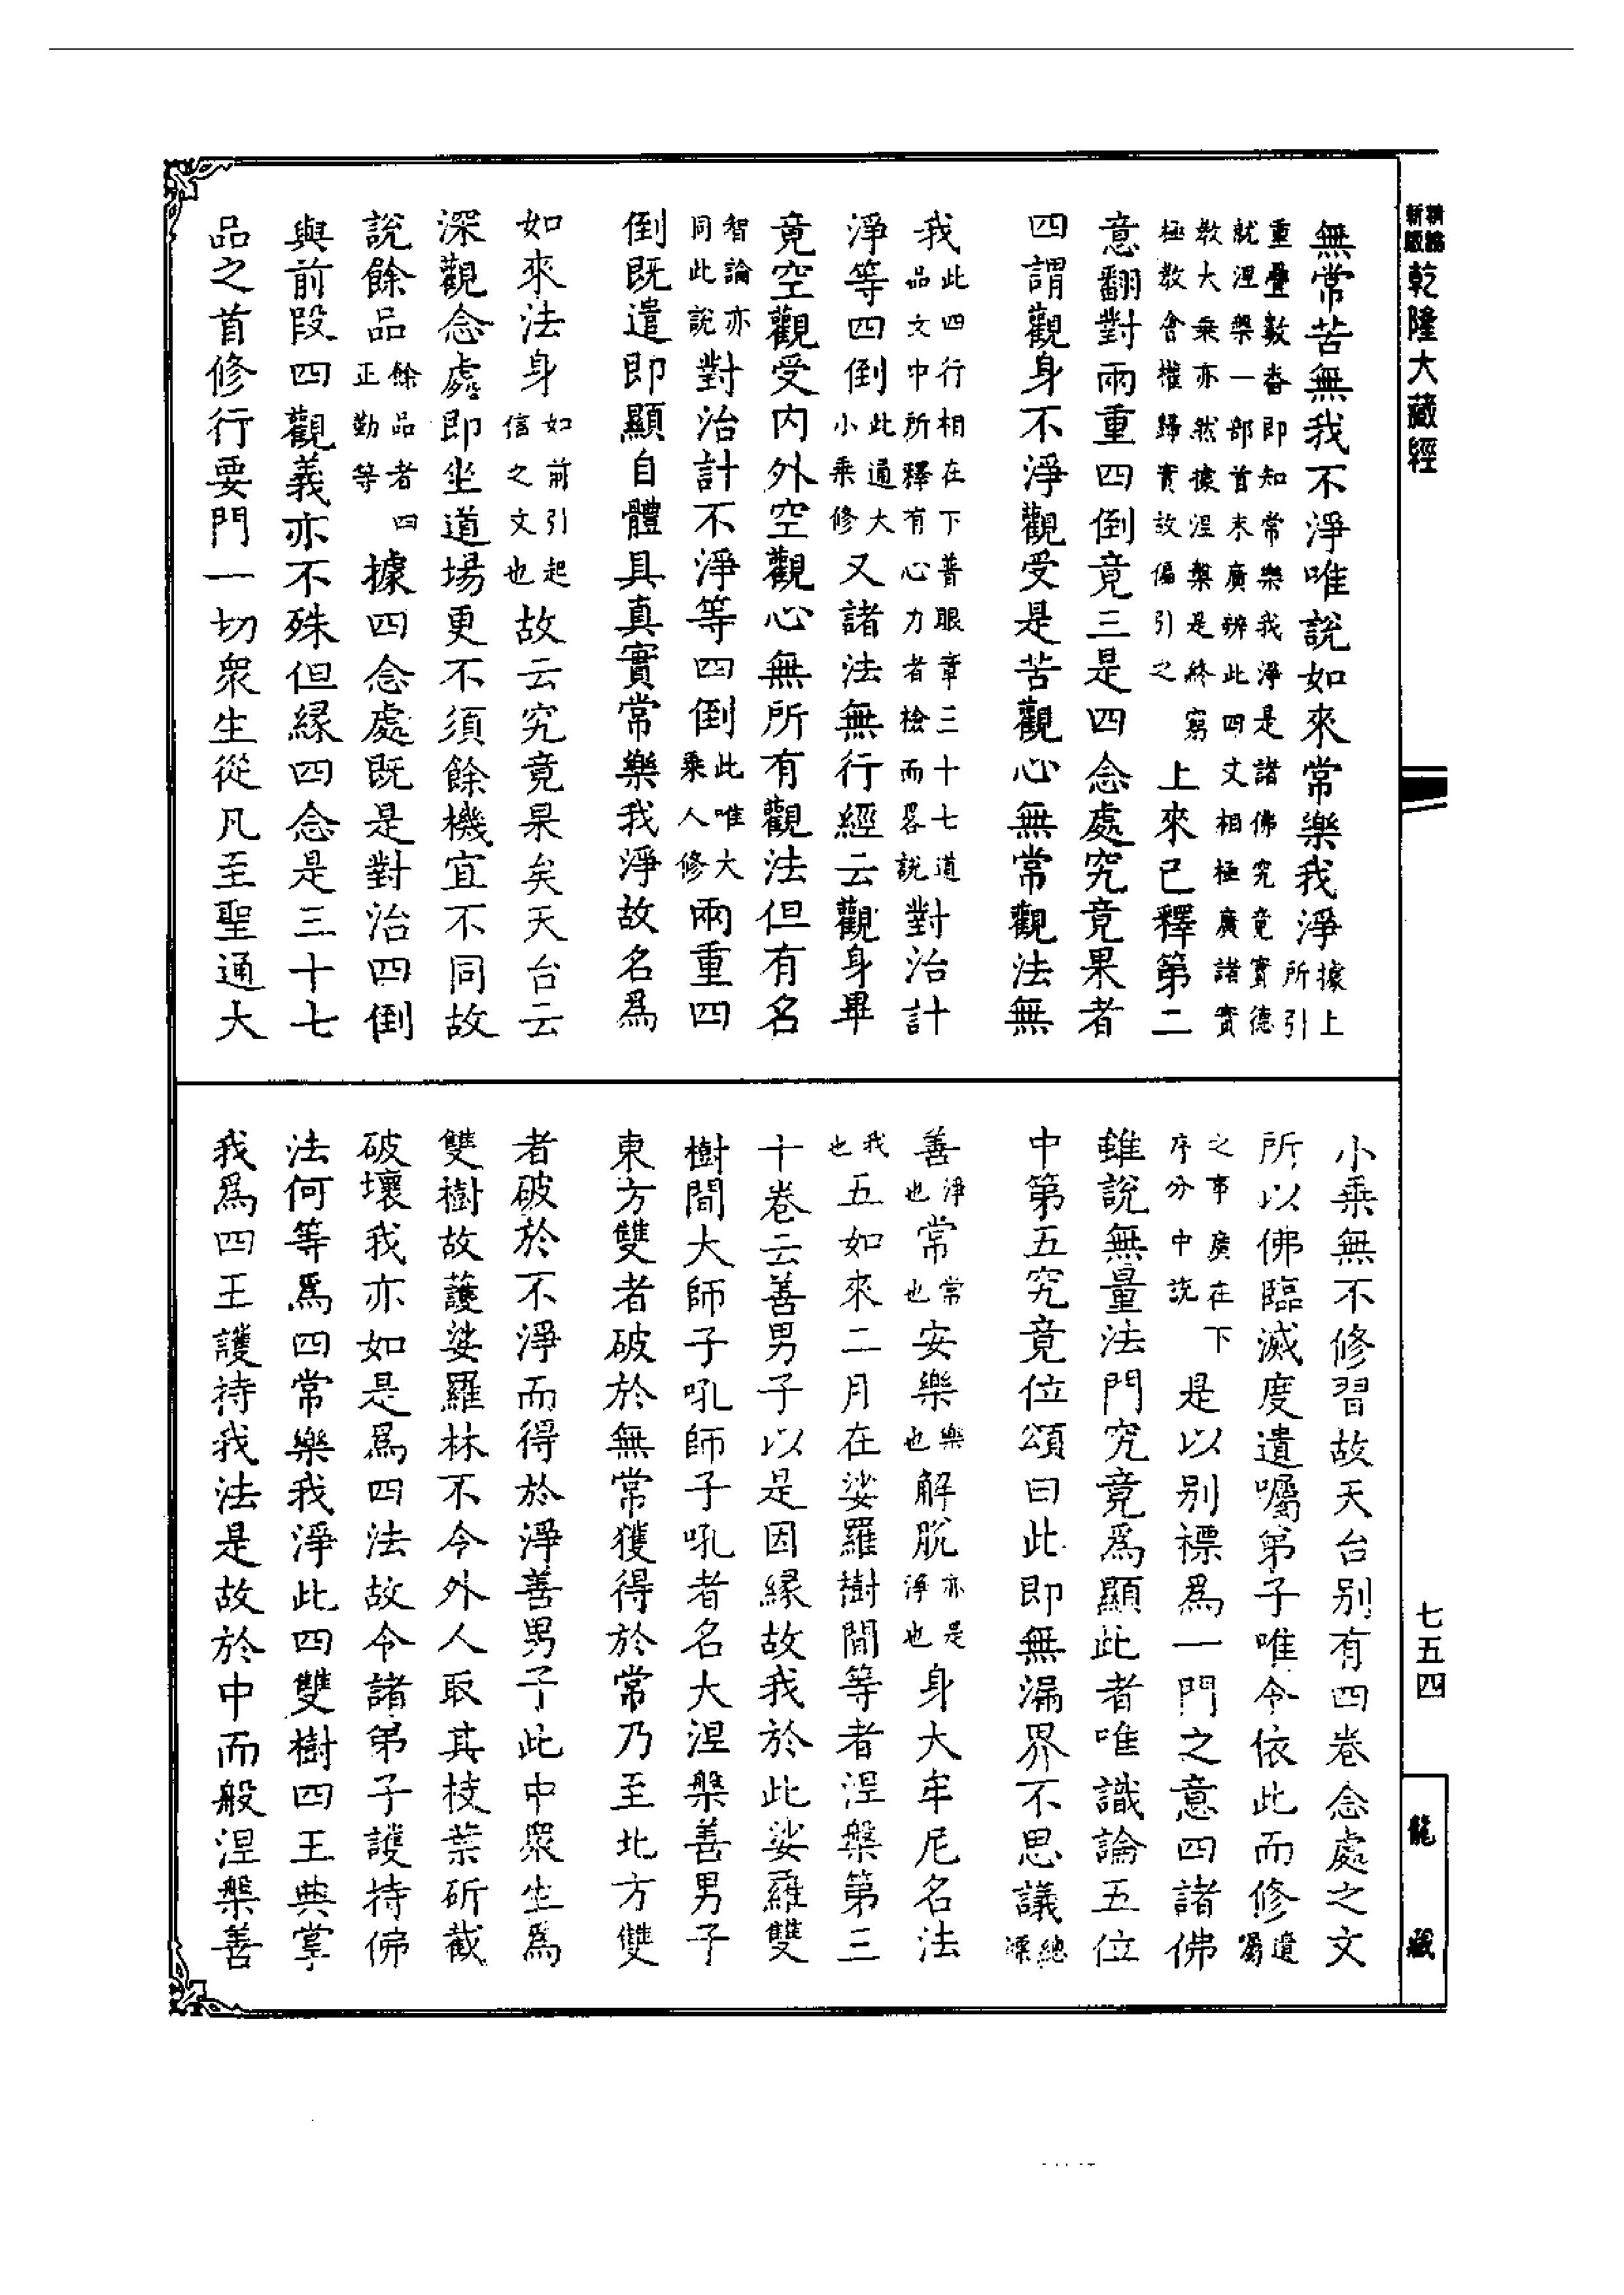 精編
新版
乾隆大藏經
無常苦無我不淨唯說如來常樂我淨據上所引
重疊數番即知常樂我淨是諸佛究竟實德就涅槃一部首末廣辨此四文相極廣諸實
教大乘亦然據涅槃是終窮極教會權歸實故偏引之上來已釋第二
意翻對兩重四倒竟三是四念處究竟果者
四謂觀身不淨觀受是苦觀心無常觀法無
我此四行相在下普眼章三十七道品文中所釋有心力者檢而畧說對治計
淨等四倒此通大小乘修又諸法無行經云觀身畢
竟空觀受內外空觀心無所有觀法但有名
智論亦同此說對治計不淨等四倒此唯大乘人修兩重四
倒既遣即顯自體具真實常樂我淨故名爲
如來法身如前引起信之文也故云究竟果矣天台云
深觀念處即坐道場更不須餘機宜不同故
說餘品餘品者四正勤等據四念處既是對治四倒
與前段四觀義亦不殊但緣四念是三十七
品之首修行要門一切衆生從凡至聖通大
小乘無不修習故天台别有四卷念處之文
所以佛臨滅度遺囑第子唯令依此而修遺囑
之事廣在下序分中說是以别標爲一門之意四諸佛
雖說無量法門究竟爲顯此者唯識論五位
中第五究竟位頌曰此即無漏界不思議總標
善淨也常常也安樂樂也解脫亦是淨也身大牟尼名法
我也五如來二月在娑羅樹間等者涅槃第三
十卷云善男子以是因緣故我於此娑羅雙
樹間大師子吼師子吼者名大涅槃善男子
東方雙者破於無常獲得於常乃至北方雙
者破於不淨而得於淨善男子此中衆生爲
雙樹故護娑羅林不令外人取其枝葉斫截
破壞我亦如是爲四法故令諸弟子護持佛
法何等爲四常樂我淨此四雙樹四王典掌
我爲四王護持我法是故於中而般涅槃善
七五四
龍藏